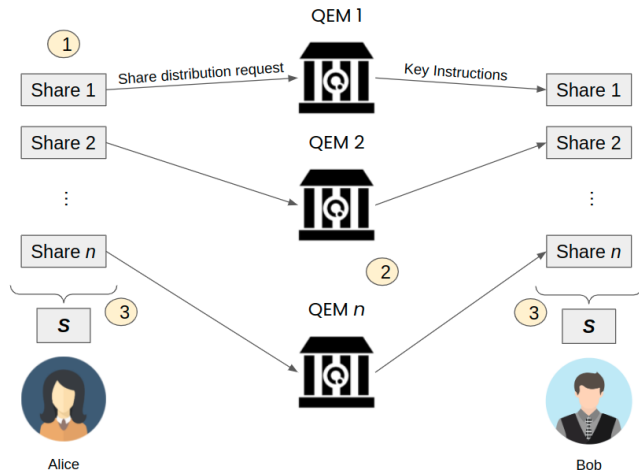 QEM 1
1
Share distribution request
Key Instructions
Share 1
Share 1
QEM 2
Share 2
Share 2
⋮
⋮
Share n
Share n
2
QEM n
3
3
S
S
Alice
Bob